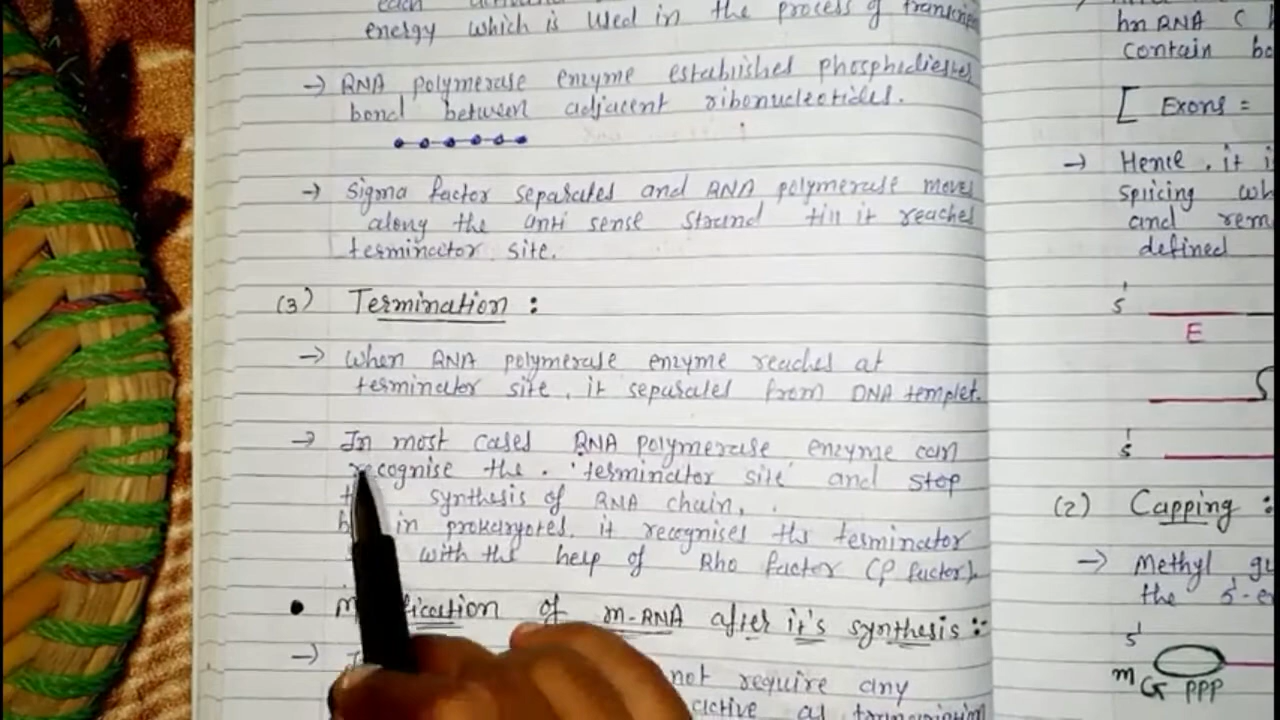 energy which is used in the process of
→ RNA polymerase enzyme established phosphodiester
bond between adjacent ribonucleotides.
→ Sigma factor separates and RNA polymerase moves
along the anti sense strand till it reaches
terminator site.
(3) Termination :
→ When RNA polymerase enzyme reaches at
terminator site, it separates from DNA templet.
→ In most cases RNA polymerase enzyme can
recognise the 'terminator site' and stop
synthesis of RNA chain,
in prokaryotes, it recognises the terminator
with the help of Rho factor (ρ factor).
• of m-RNA after it's synthesis :-
→ not require any
hn RNA (
contain
[ Exons =
→ Hence, it
splicing
and
defined
5'
E
5'
(2) Capping :
→ Methyl
the 5'-
5'
mG PPP